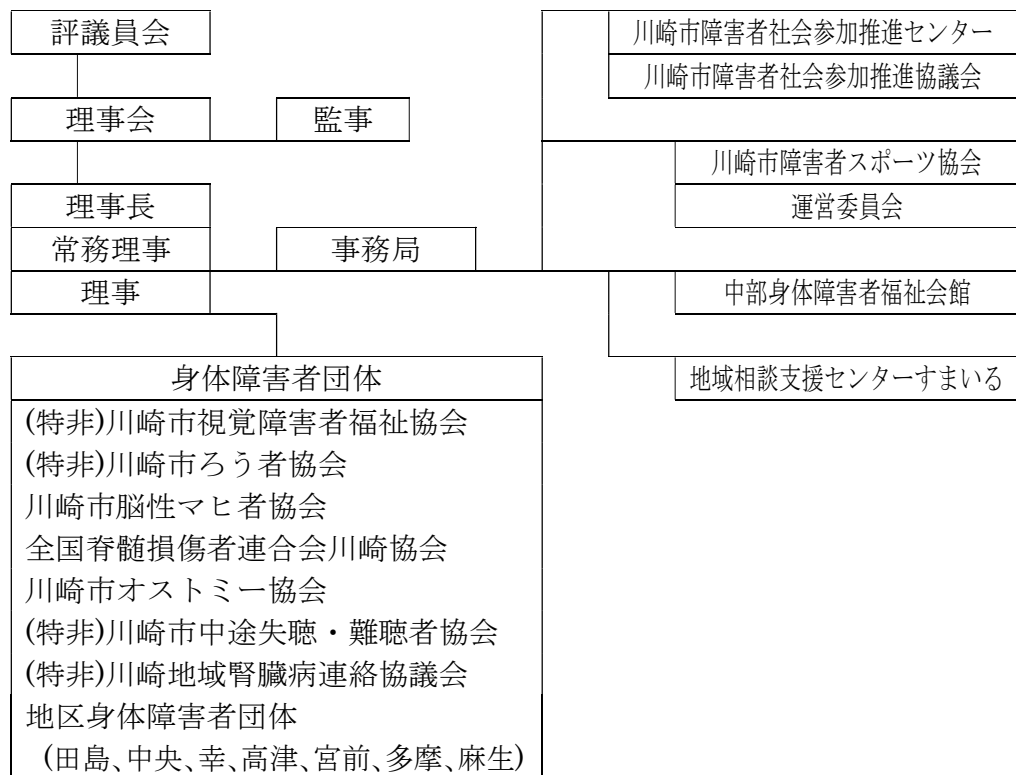 評議員会
理事会
監事
理事長
常務理事
事務局
理事
川崎市障害者社会参加推進センター
川崎市障害者社会参加推進協議会
川崎市障害者スポーツ協会
運営委員会
中部身体障害者福祉会館
地域相談支援センターすまいる
身体障害者団体
(特非)川崎市視覚障害者福祉協会
(特非)川崎市ろう者協会
川崎市脳性マヒ者協会
全国脊髄損傷者連合会川崎協会
川崎市オストミー協会
(特非)川崎市中途失聴・難聴者協会
(特非)川崎地域腎臓病連絡協議会
地区身体障害者団体
(田島、中央、幸、高津、宮前、多摩、麻生)